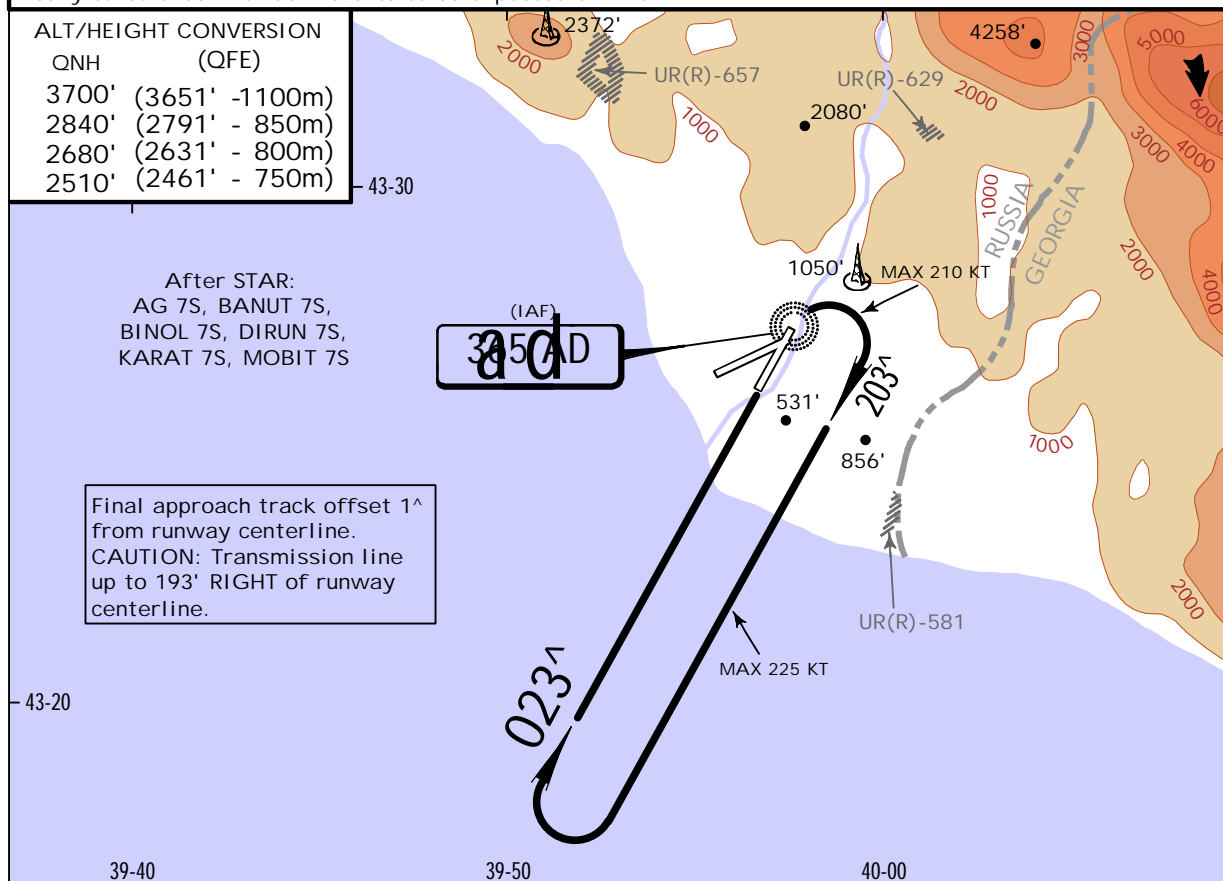 ALT/HEIGHT CONVERSION
QNH (QFE)
3700' (3651' -1100m)
2840' (2791' - 850m)
2680' (2631' - 800m)
2510' (2461' - 750m)
2372'
2000
UR(R)-657
UR(R)-629
4258'
3000
5000
6000
2000
2080'
1000
3000
4000
43-30
1000
RUSSIA
GEORGIA
2000
4000
After STAR:
AG 7S, BANUT 7S,
BINOL 7S, DIRUN 7S,
KARAT 7S, MOBIT 7S
1050'
MAX 210 KT
(IAF)
365 AD
a d
203^
531'
856'
1000
Final approach track offset 1^
from runway centerline.
CAUTION: Transmission line
up to 193' RIGHT of runway
centerline.
2000
UR(R)-581
MAX 225 KT
023^
43-20
39-40
39-50
40-00